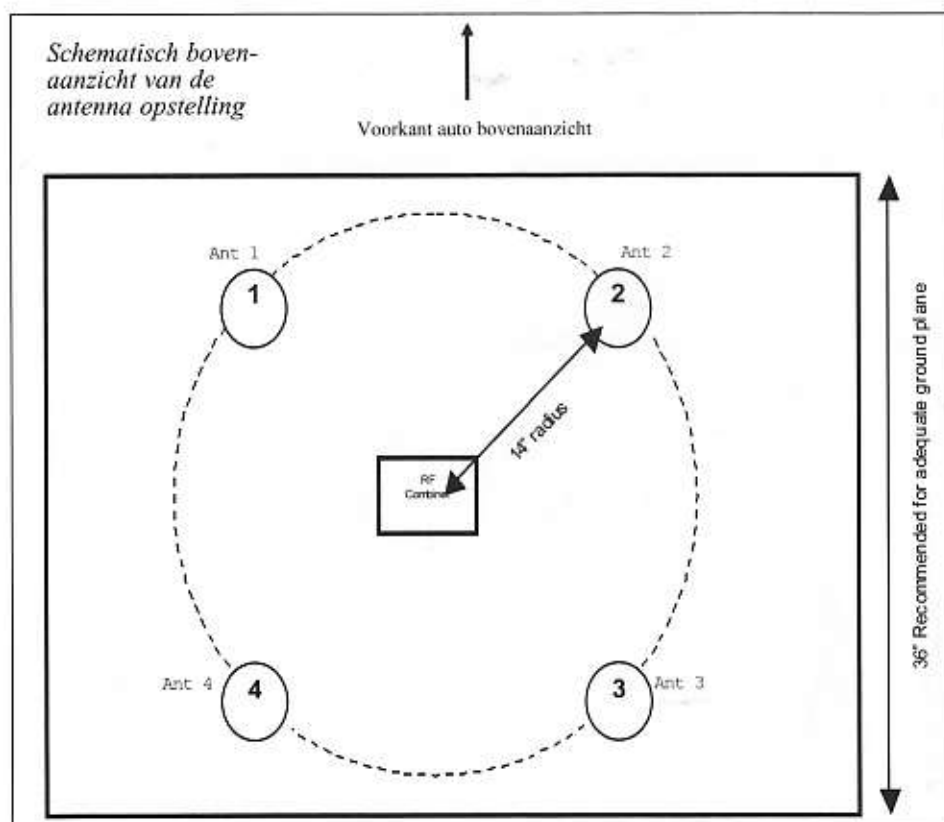 Schematisch boven-
aanzicht van de
antenna opstelling
Voorkant auto bovenaanzicht
Ant 1
Ant 2
1
2
14" radius
RF
Combiner
36" Recommended for adequate ground plane
Ant 4
4
3
Ant 3